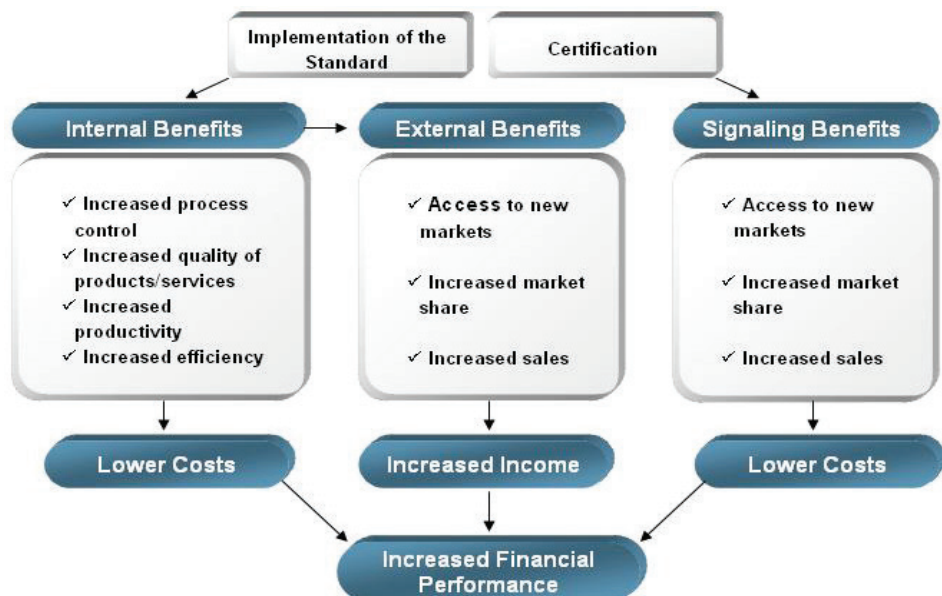 Implementation of the
Standard
Certification
Internal Benefits
External Benefits
Signaling Benefits
✓ Increased process
control
✓ Increased quality of
products/services
✓ Increased
productivity
✓ Increased efficiency
✓ Access to new
markets
✓ Increased market
share
✓ Increased sales
✓ Access to new
markets
✓ Increased market
share
✓ Increased sales
Lower Costs
Increased Income
Lower Costs
Increased Financial
Performance